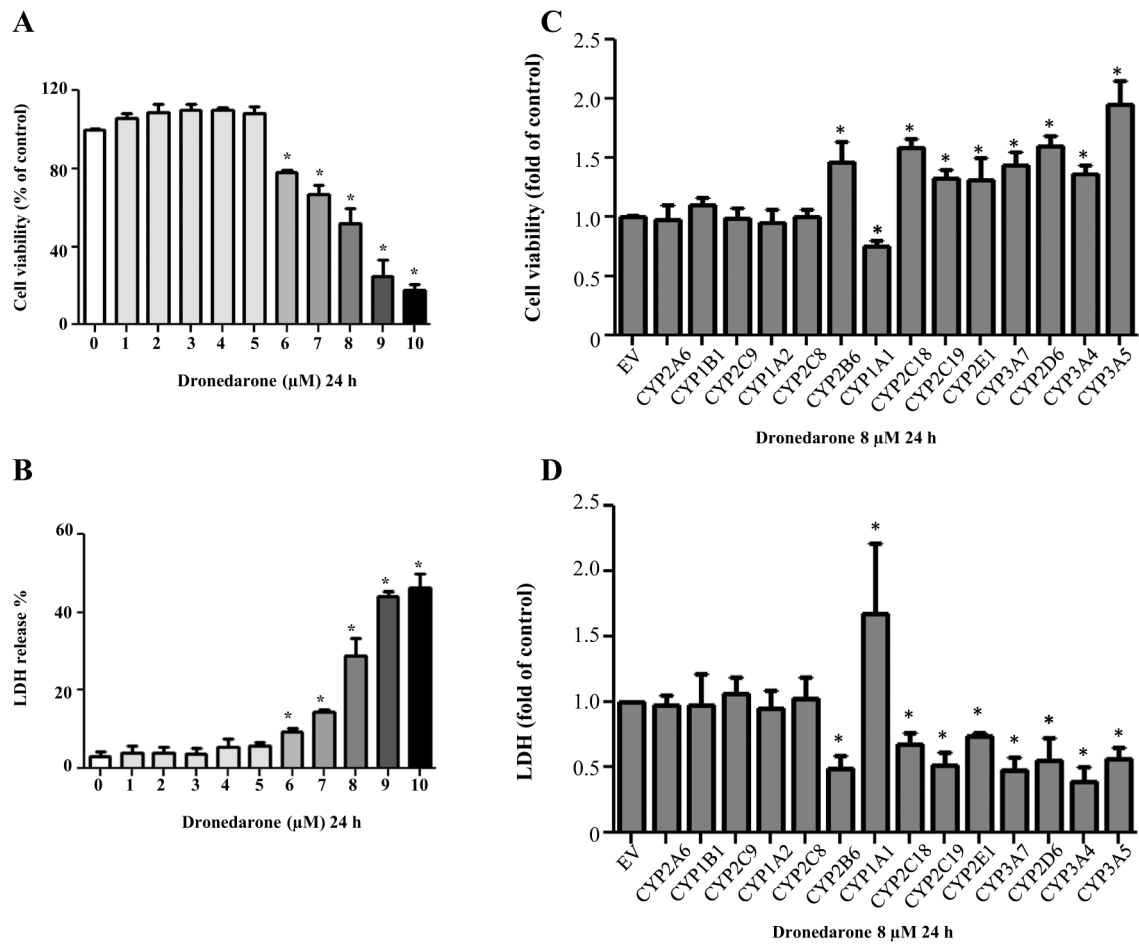 A
Cell viability (% of control)
120
80
40
0
* * * * *
0 1 2 3 4 5 6 7 8 9 10
Dronedarone (µM) 24 h
B
LDH release %
60
40
20
0
* * * * *
0 1 2 3 4 5 6 7 8 9 10
Dronedarone (µM) 24 h
C
Cell viability (fold of control)
2.5
2.0
1.5
1.0
0.5
0
* * * * * * * * *
EV CYP2A6 CYP1B1 CYP2C9 CYP1A2 CYP2C8 CYP2B6 CYP1A1 CYP2C18 CYP2C19 CYP2E1 CYP3A7 CYP2D6 CYP3A4 CYP3A5
Dronedarone 8 µM 24 h
D
LDH (fold of control)
2.5
2.0
1.5
1.0
0.5
0
* * * * * * * * *
EV CYP2A6 CYP1B1 CYP2C9 CYP1A2 CYP2C8 CYP2B6 CYP1A1 CYP2C18 CYP2C19 CYP2E1 CYP3A7 CYP2D6 CYP3A4 CYP3A5
Dronedarone 8 µM 24 h